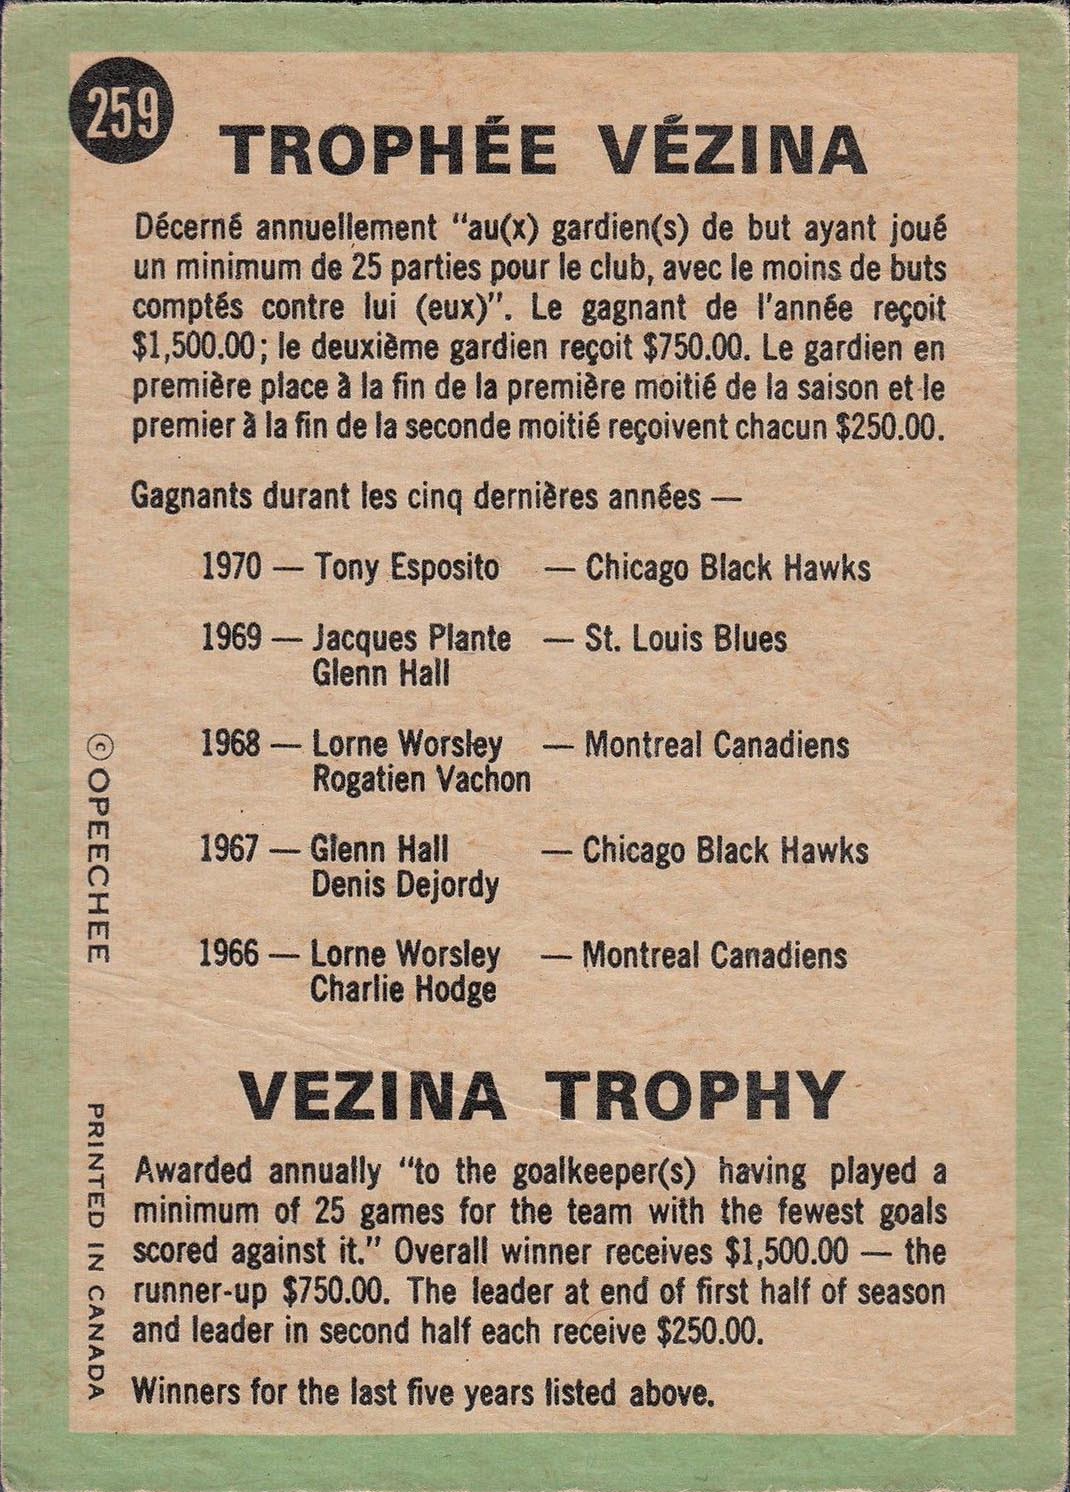 259
TROPHÉE VÉZINA
Décerné annuellement "au(x) gardien(s) de but ayant joué
un minimum de 25 parties pour le club, avec le moins de buts
comptés contre lui (eux)". Le gagnant de l'année reçoit
$1,500.00; le deuxième gardien reçoit $750.00. Le gardien en
première place à la fin de la première moitié de la saison et le
premier à la fin de la seconde moitié reçoivent chacun $250.00.
Gagnants durant les cinq dernières années —
1970 — Tony Esposito — Chicago Black Hawks
1969 — Jacques Plante — St. Louis Blues
Glenn Hall
1968 — Lorne Worsley — Montreal Canadiens
Rogatien Vachon
1967 — Glenn Hall — Chicago Black Hawks
Denis Dejordy
1966 — Lorne Worsley — Montreal Canadiens
Charlie Hodge
VEZINA TROPHY
Awarded annually "to the goalkeeper(s) having played a
minimum of 25 games for the team with the fewest goals
scored against it." Overall winner receives $1,500.00 — the
runner-up $750.00. The leader at end of first half of season
and leader in second half each receive $250.00.
Winners for the last five years listed above.
© OPEECHEE
PRINTED IN CANADA